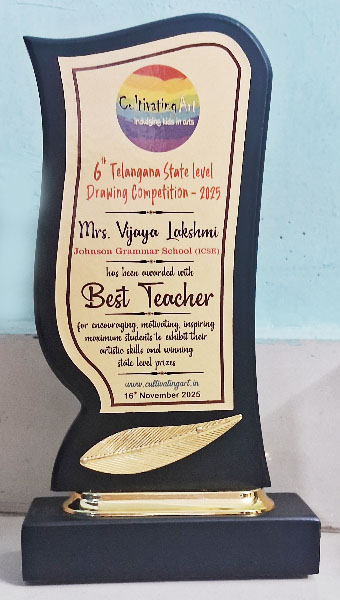 Cultivating Art
indulging kids in arts
6th Telangana State level
Drawing Competition - 2025
Mrs. Vijaya Lakshmi
Johnson Grammar School (ICSE)
has been awarded with
Best Teacher
for encouraging, motivating, inspiring
maximum students to exhibit their
artistic skills and winning
state level prizes
www.cultivatingart.in
16th November 2025